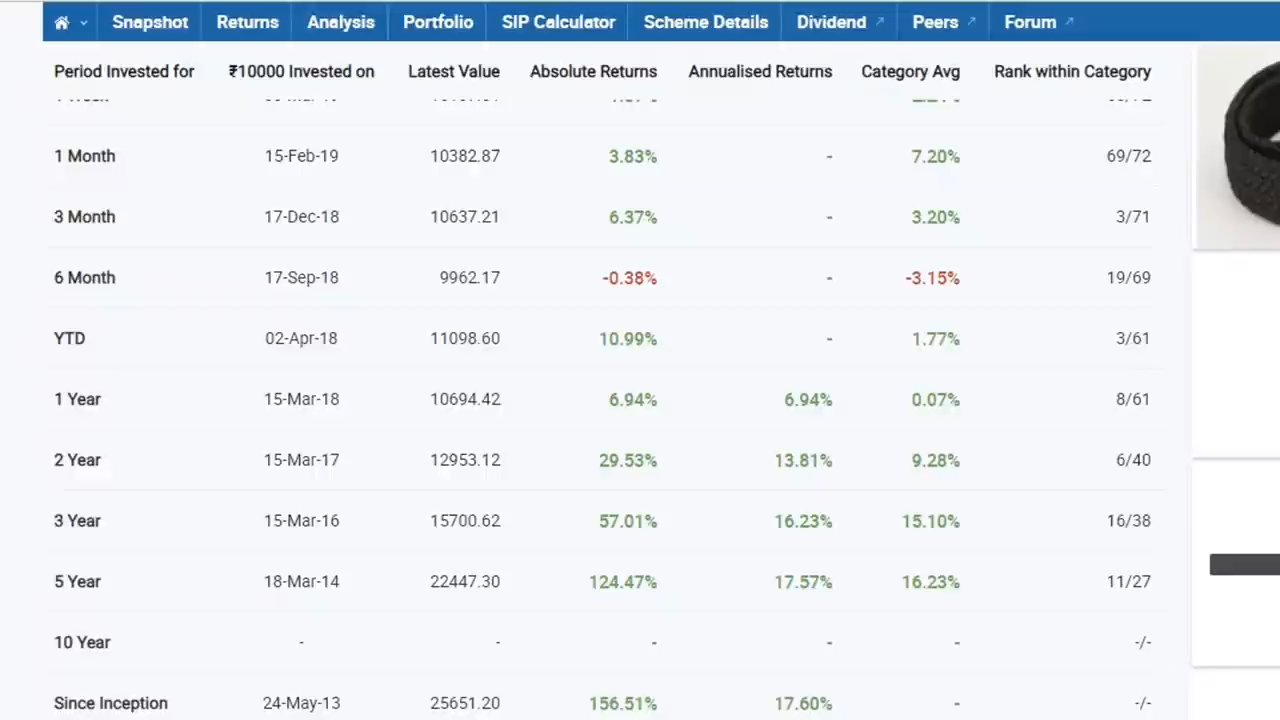 Snapshot Returns Analysis Portfolio SIP Calculator Scheme Details Dividend Peers Forum
Period Invested for ₹10000 Invested on Latest Value Absolute Returns Annualised Returns Category Avg Rank within Category
1 Month 15-Feb-19 10382.87 3.83% - 7.20% 69/72
3 Month 17-Dec-18 10637.21 6.37% - 3.20% 3/71
6 Month 17-Sep-18 9962.17 -0.38% - -3.15% 19/69
YTD 02-Apr-18 11098.60 10.99% - 1.77% 3/61
1 Year 15-Mar-18 10694.42 6.94% 6.94% 0.07% 8/61
2 Year 15-Mar-17 12953.12 29.53% 13.81% 9.28% 6/40
3 Year 15-Mar-16 15700.62 57.01% 16.23% 15.10% 16/38
5 Year 18-Mar-14 22447.30 124.47% 17.57% 16.23% 11/27
10 Year - - - - - -/-
Since Inception 24-May-13 25651.20 156.51% 17.60% - -/-